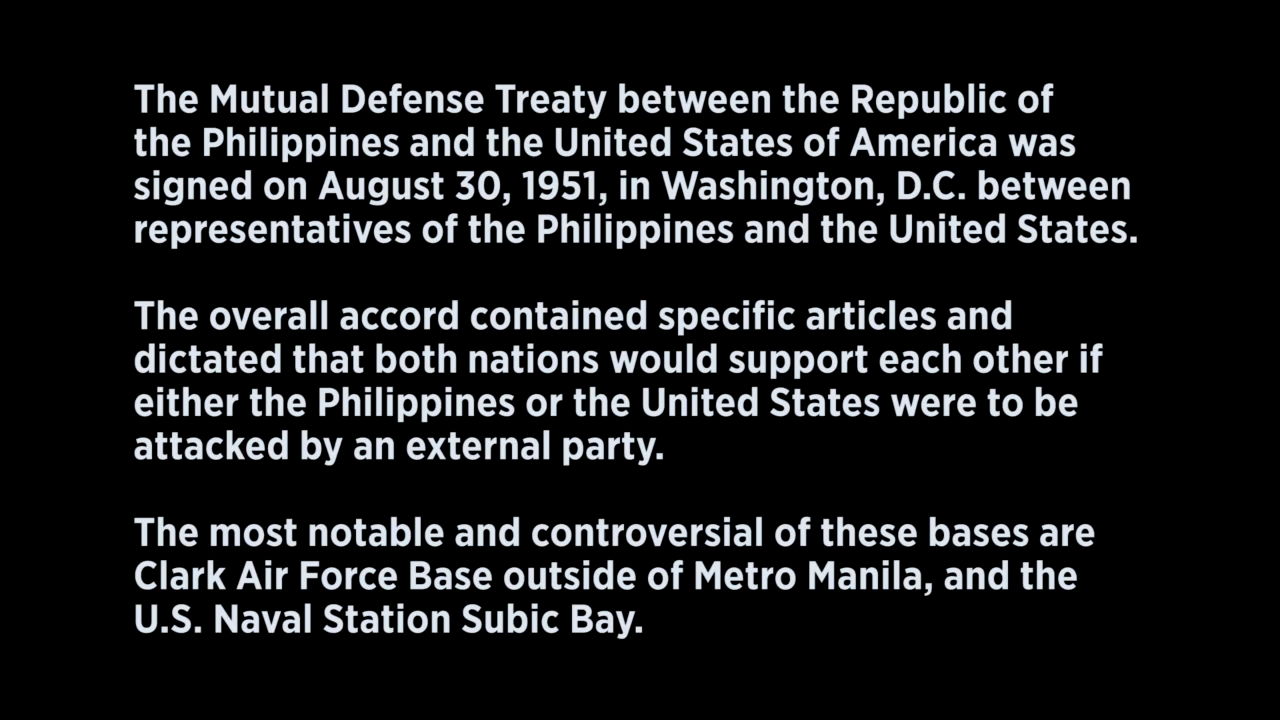 The Mutual Defense Treaty between the Republic of
the Philippines and the United States of America was
signed on August 30, 1951, in Washington, D.C. between
representatives of the Philippines and the United States.
The overall accord contained specific articles and
dictated that both nations would support each other if
either the Philippines or the United States were to be
attacked by an external party.
The most notable and controversial of these bases are
Clark Air Force Base outside of Metro Manila, and the
U.S. Naval Station Subic Bay.